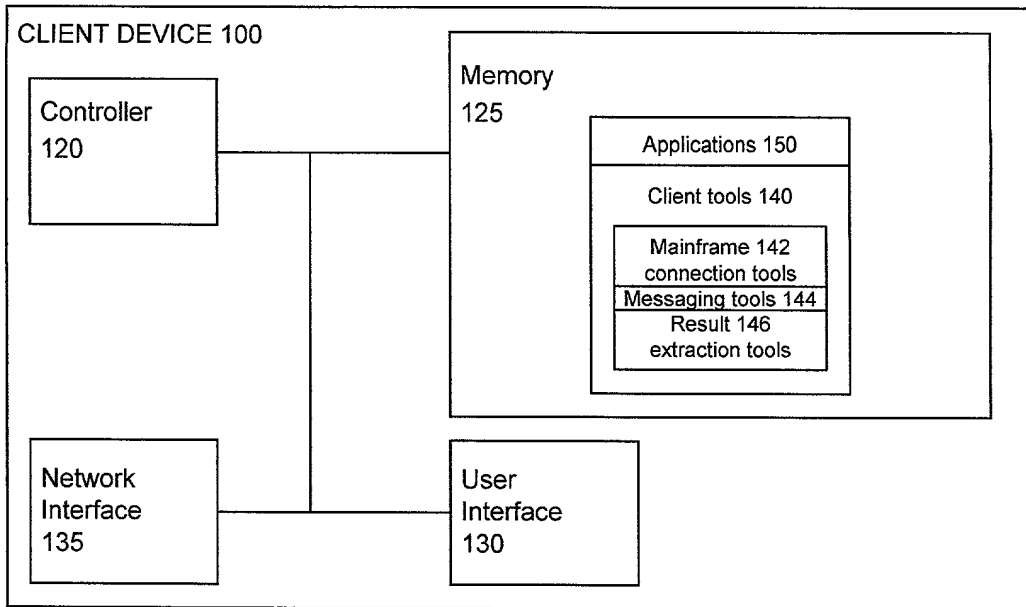 CLIENT DEVICE 100
Controller
120
Memory
125
Applications 150
Client tools 140
Mainframe 142
connection tools
Messaging tools 144
Result 146
extraction tools
Network
Interface
135
User
Interface
130